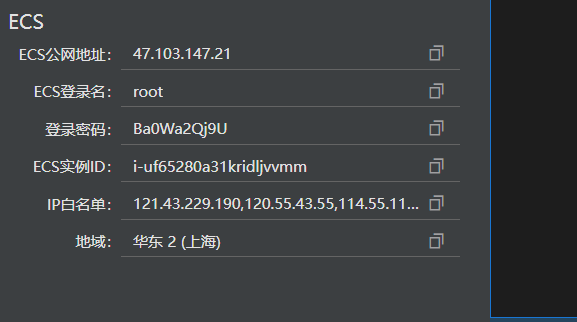 ECS
ECS公网地址： 47.103.147.21
ECS登录名： root
登录密码： Ba0Wa2Qj9U
ECS实例ID： i-uf65280a31kridljvvmm
IP白名单： 121.43.229.190,120.55.43.55,114.55.11...
地域： 华东 2 (上海)